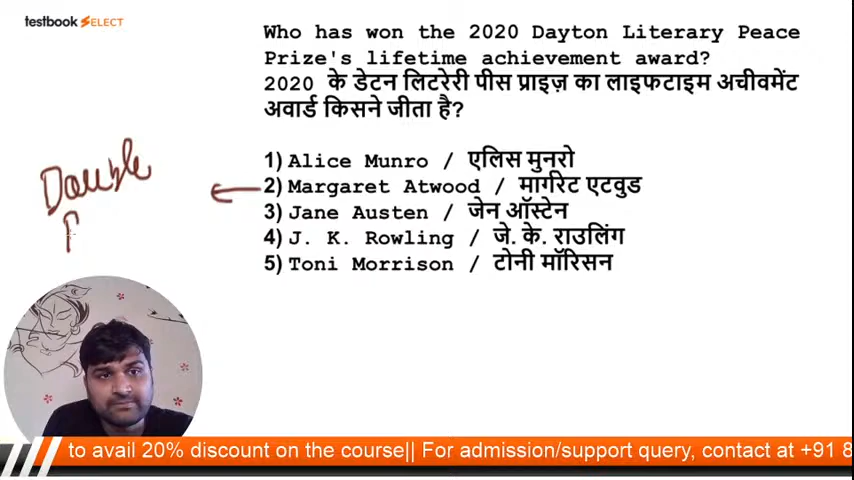 testbook SELECT
Who has won the 2020 Dayton Literary Peace
Prize's lifetime achievement award?
2020 के डेटन लिटरेरी पीस प्राइज़ का लाइफटाइम अचीवमेंट
अवार्ड किसने जीता है?
1) Alice Munro / एलिस मुनरो
2) Margaret Atwood / मार्गरेट एटवुड
3) Jane Austen / जेन ऑस्टेन
4) J. K. Rowling / जे. के. राउलिंग
5) Toni Morrison / टोनी मॉरिसन
Double
to avail 20% discount on the course|| For admission/support query, contact at +91 8